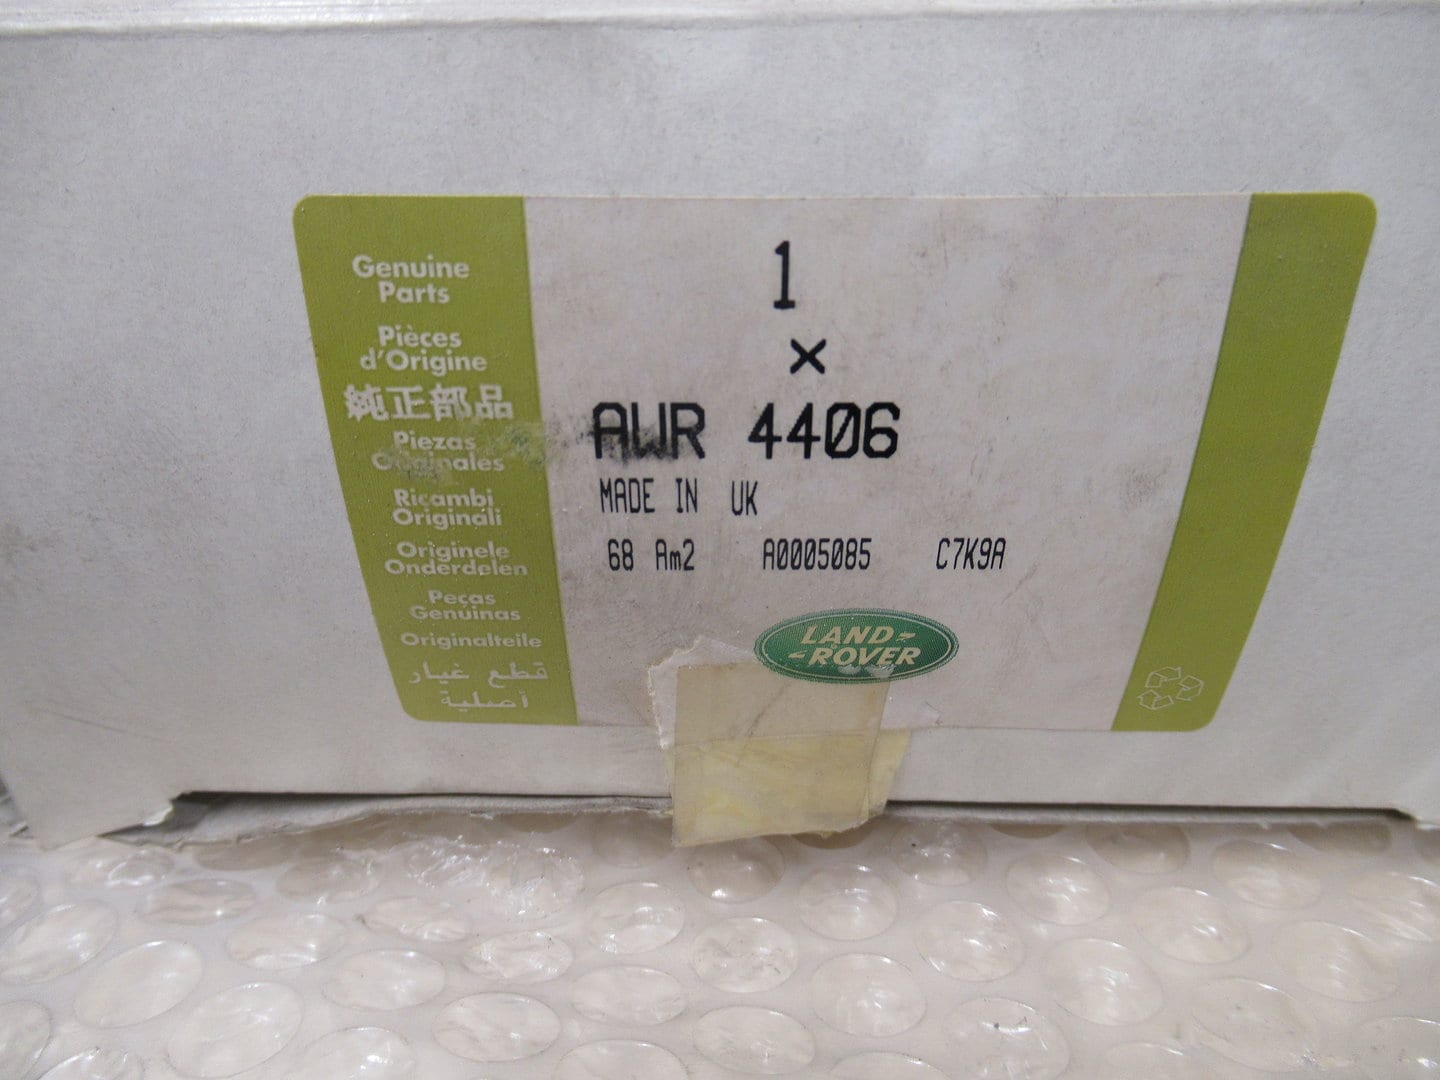 Genuine
Parts
Pièces
d'Origine
純正部品
Piezas
Originales
Ricambi
Originali
Originele
Onderdelen
Peças
Genúinas
Originalteile
قطع غيار
أصلية
1
×
AWR 4406
MADE IN UK
68 Am2 A0005085 C7K9A
LAND-
-ROVER